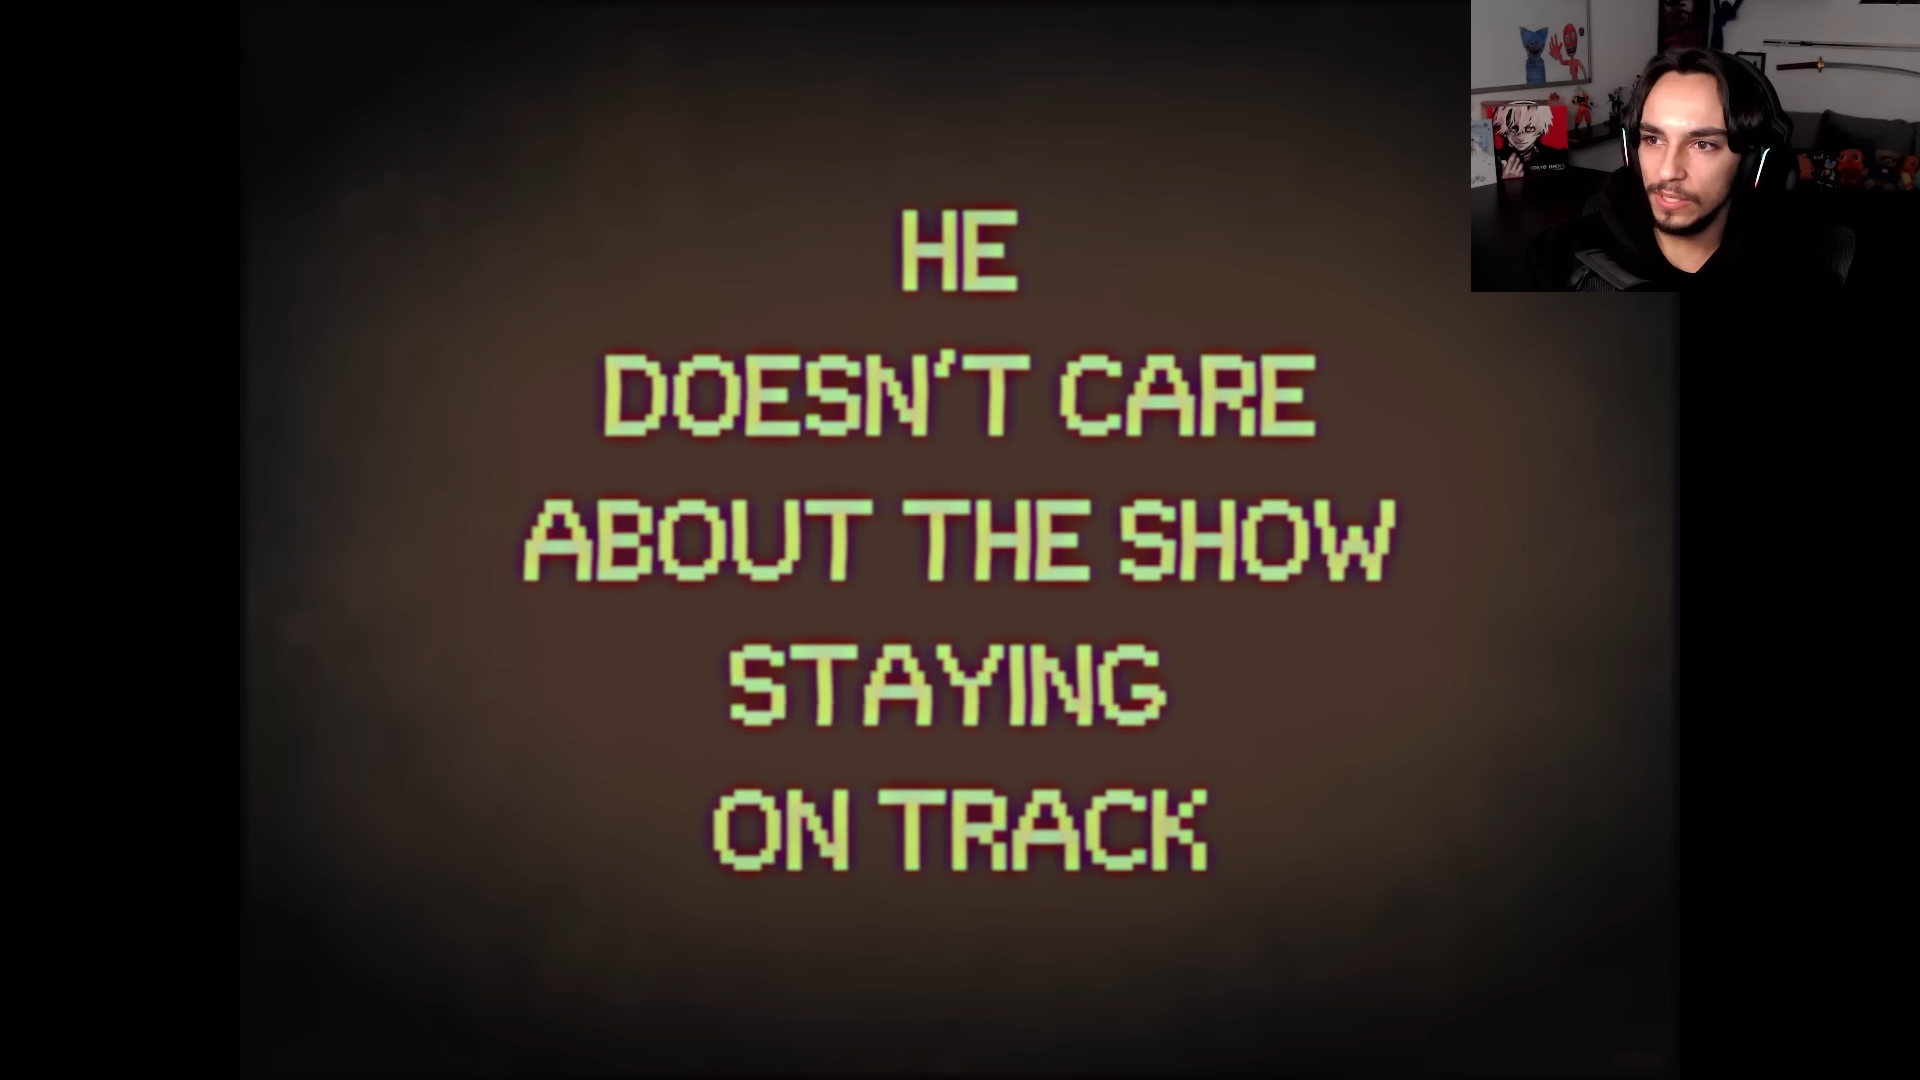 HE
DOESN'T CARE
ABOUT THE SHOW
STAYING
ON TRACK